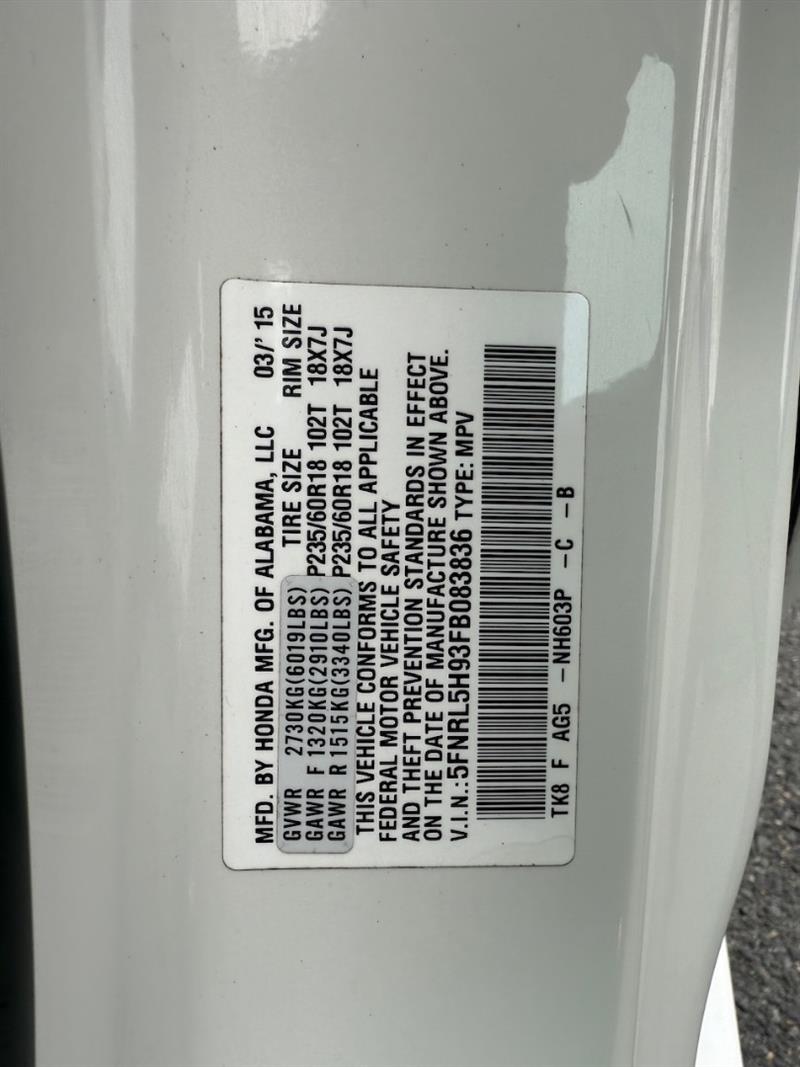 MFD. BY HONDA MFG. OF ALABAMA, LLC 03/' 15
GVWR 2730KG(6019LBS) TIRE SIZE RIM SIZE
GAWR F 1320KG(2910LBS) P235/60R18 102T 18X7J
GAWR R 1515KG(3340LBS) P235/60R18 102T 18X7J
THIS VEHICLE CONFORMS TO ALL APPLICABLE
FEDERAL MOTOR VEHICLE SAFETY
AND THEFT PREVENTION STANDARDS IN EFFECT
ON THE DATE OF MANUFACTURE SHOWN ABOVE.
V.I.N.:5FNRL5H93FB083836 TYPE: MPV
TK8 F AG5 -NH603P -C -B